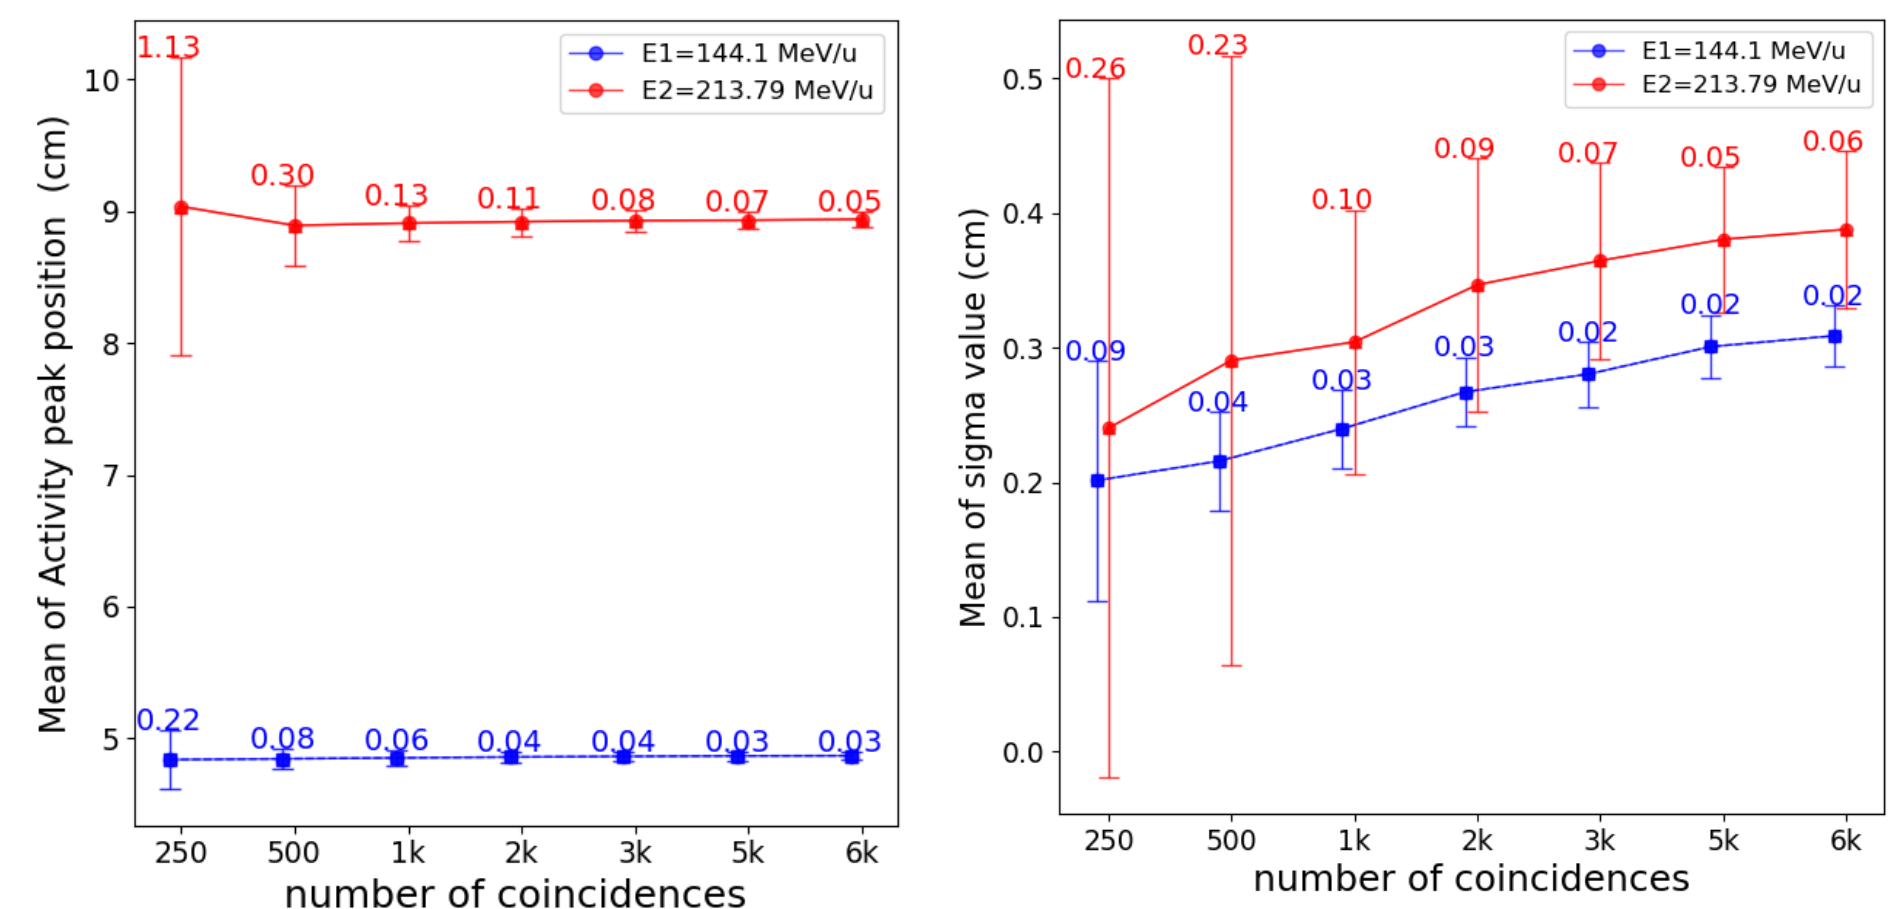 Mean of Activity peak position (cm)
10
9
8
7
6
5
1.13
0.30
0.13
0.11
0.08
0.07
0.05
0.22
0.08
0.06
0.04
0.04
0.03
0.03
E1=144.1 MeV/u
E2=213.79 MeV/u
250
500
1k
2k
3k
5k
6k
number of coincidences
Mean of sigma value (cm)
0.5
0.4
0.3
0.2
0.1
0.0
0.26
0.23
0.10
0.09
0.07
0.05
0.06
0.09
0.04
0.03
0.03
0.02
0.02
0.02
E1=144.1 MeV/u
E2=213.79 MeV/u
250
500
1k
2k
3k
5k
6k
number of coincidences